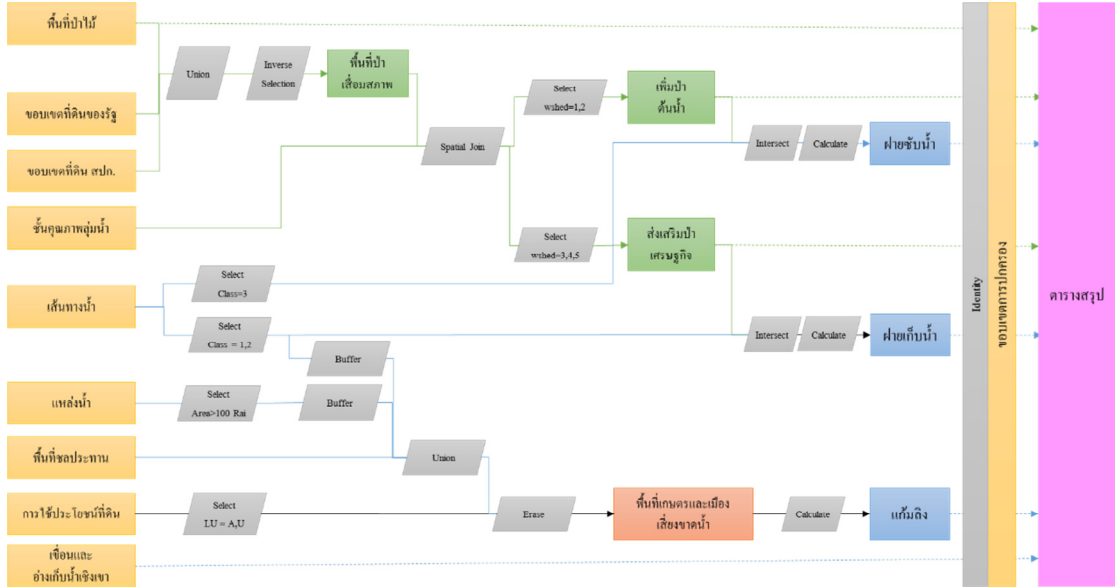 พื้นที่ป่าไม้
ขอบเขตที่ดินของรัฐ
ขอบเขตที่ดิน สปก.
ชั้นคุณภาพลุ่มน้ำ
เส้นทางน้ำ
แหล่งน้ำ
พื้นที่ชลประทาน
การใช้ประโยชน์ที่ดิน
เขื่อนและ
อ่างเก็บน้ำเชิงเขา
Union
Inverse
Selection
พื้นที่ป่า
เสื่อมสภาพ
Spatial Join
Select
wshed=1,2
เพิ่มป่า
ต้นน้ำ
Select
wshed=3,4,5
ส่งเสริมป่า
เศรษฐกิจ
Intersect
Calculate
ฝายซับน้ำ
Select
Class=3
Select
Class = 1,2
Intersect
Calculate
ฝายเก็บน้ำ
Buffer
Select
Area>100 Rai
Buffer
Union
Select
LU = A,U
Erase
พื้นที่เกษตรและเมือง
เสี่ยงขาดน้ำ
Calculate
แก้มลิง
Identity
ขอบเขตการปกครอง
ตารางสรุป